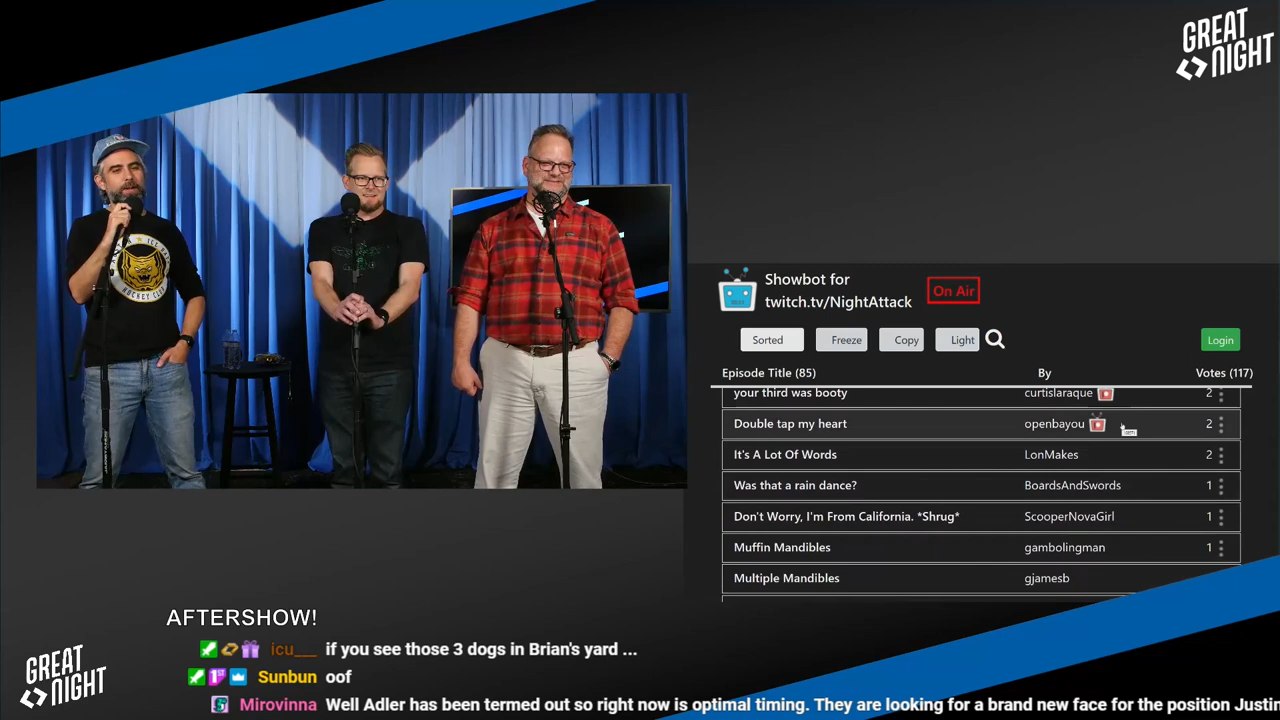 GREAT
NIGHT
HOCKEY CLUB
Showbot for
twitch.tv/NightAttack
On Air
Sorted
Freeze
Copy
Light
Login
Episode Title (85) By Votes (117)
your third was booty curtislaraque 2
Double tap my heart openbayou 2
It's A Lot Of Words LonMakes 2
Was that a rain dance? BoardsAndSwords 1
Don't Worry, I'm From California. *Shrug* ScooperNovaGirl 1
Muffin Mandibles gambolingman 1
Multiple Mandibles gjamesb
AFTERSHOW!
icu___ if you see those 3 dogs in Brian's yard ...
1st Sunbun oof
Mirovinna Well Adler has been termed out so right now is optimal timing. They are looking for a brand new face for the position Justin
GREAT
NIGHT